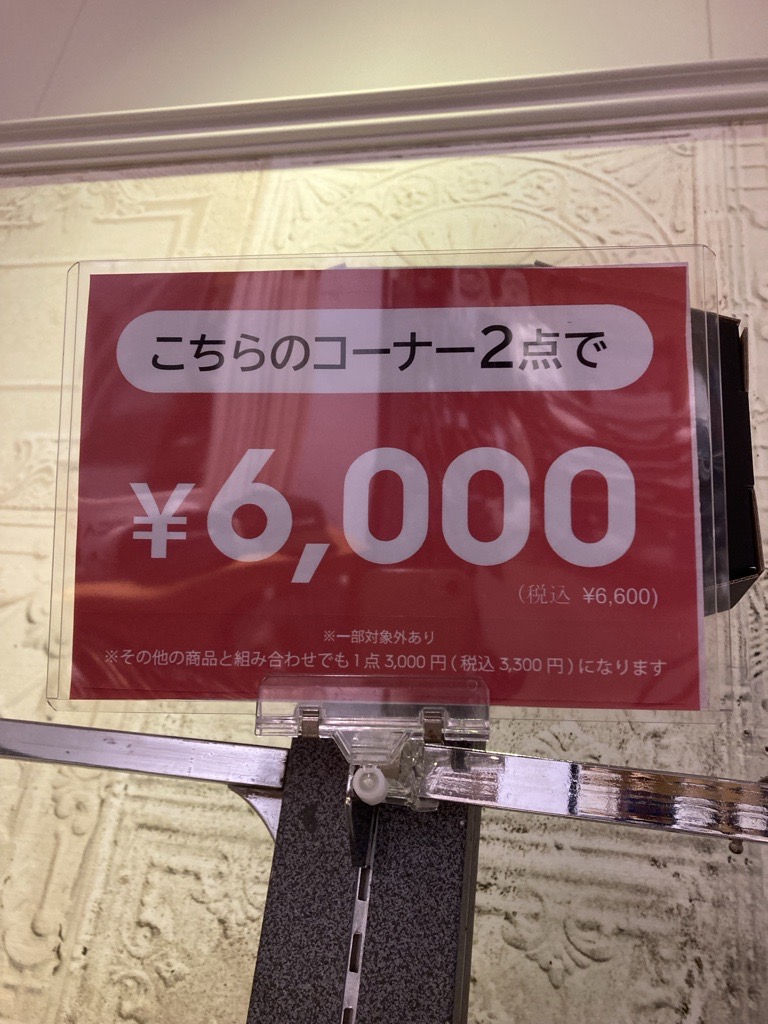 こちらのコーナー2点で
¥6,000
(税込 ¥6,600)
※一部対象外あり
※その他の商品と組み合わせでも1点3,000円(税込3,300円)になります